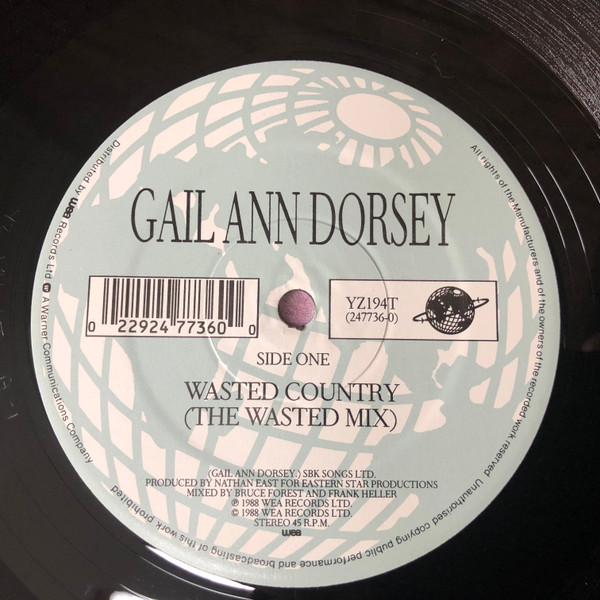 GAIL ANN DORSEY
0 22924 77360 0
YZ194T
(247736-0)
SIDE ONE
WASTED COUNTRY
(THE WASTED MIX)
(GAIL ANN DORSEY.) SBK SONGS LTD.
PRODUCED BY NATHAN EAST FOR EASTERN STAR PRODUCTIONS
MIXED BY BRUCE FOREST AND FRANK HELLER
℗ 1988 WEA RECORDS LTD.
© 1988 WEA RECORDS LTD.
STEREO 45 R.P.M.
wea
All rights of the Manufacturers and of the owners of the recorded work reserved. Unauthorised copying public performance and broadcasting of this work prohibited
Distributed by wea Records Ltd. A Warner Communications Company